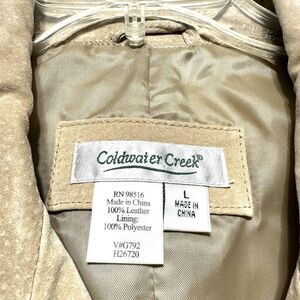 Coldwater Creek®
RN 98516
Made in China
100% Leather
Lining:
100% Polyester
V#G792
H26720
L
MADE IN
CHINA